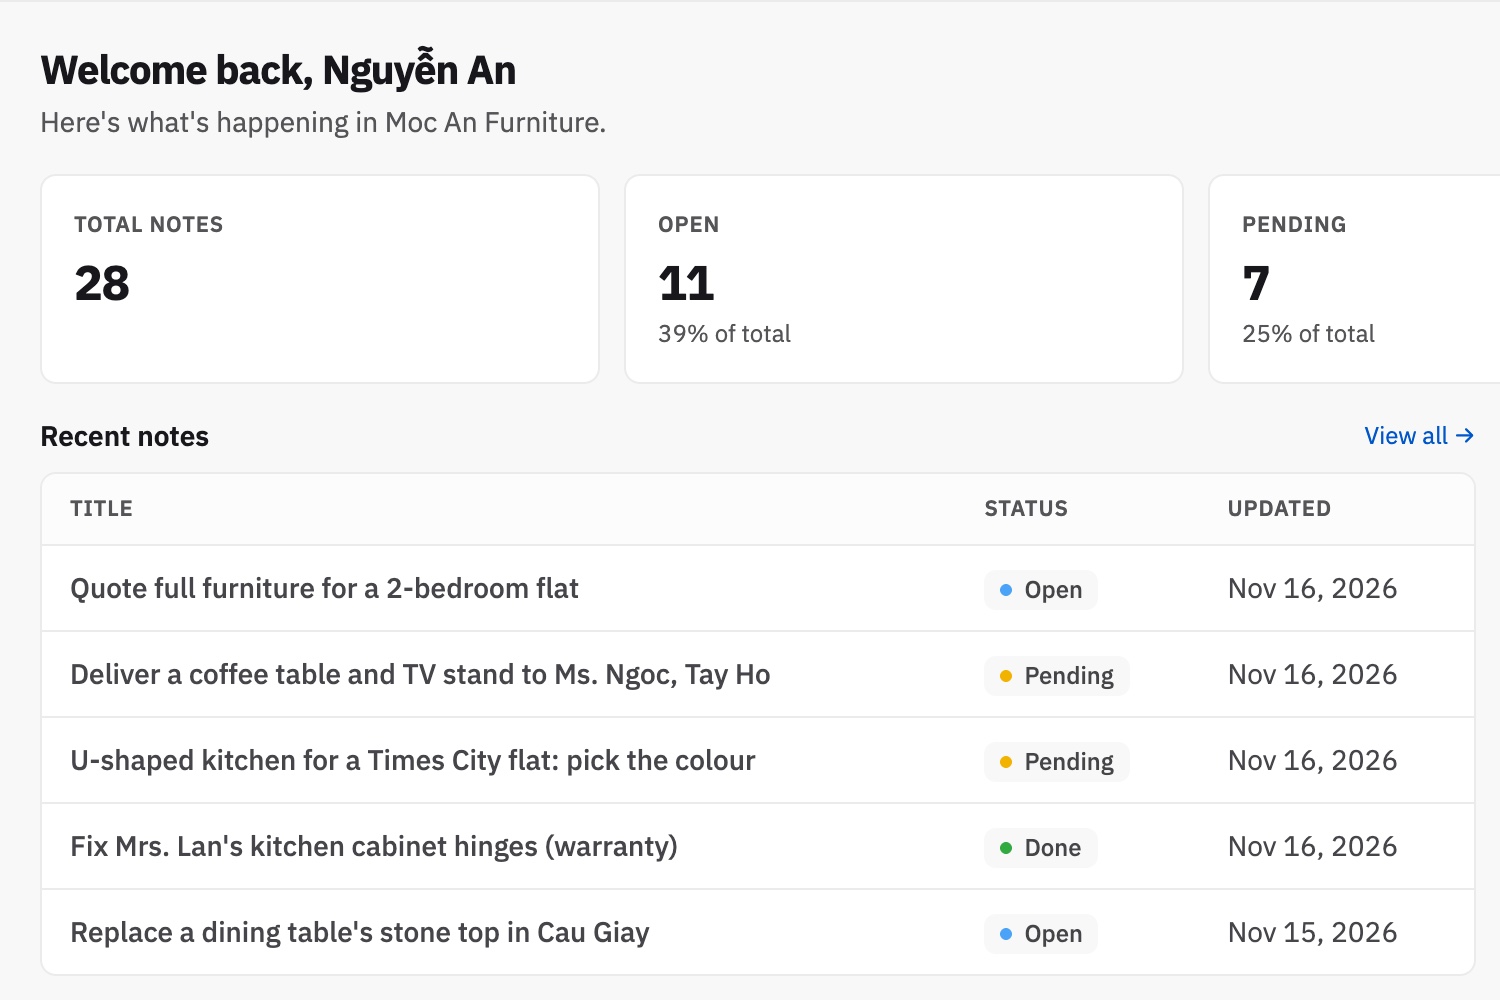 Welcome back, Nguyễn An
Here's what's happening in Moc An Furniture.
TOTAL NOTES
28
OPEN
11
39% of total
PENDING
7
25% of total
Recent notes
View all →
TITLE STATUS UPDATED
Quote full furniture for a 2-bedroom flat Open Nov 16, 2026
Deliver a coffee table and TV stand to Ms. Ngoc, Tay Ho Pending Nov 16, 2026
U-shaped kitchen for a Times City flat: pick the colour Pending Nov 16, 2026
Fix Mrs. Lan's kitchen cabinet hinges (warranty) Done Nov 16, 2026
Replace a dining table's stone top in Cau Giay Open Nov 15, 2026